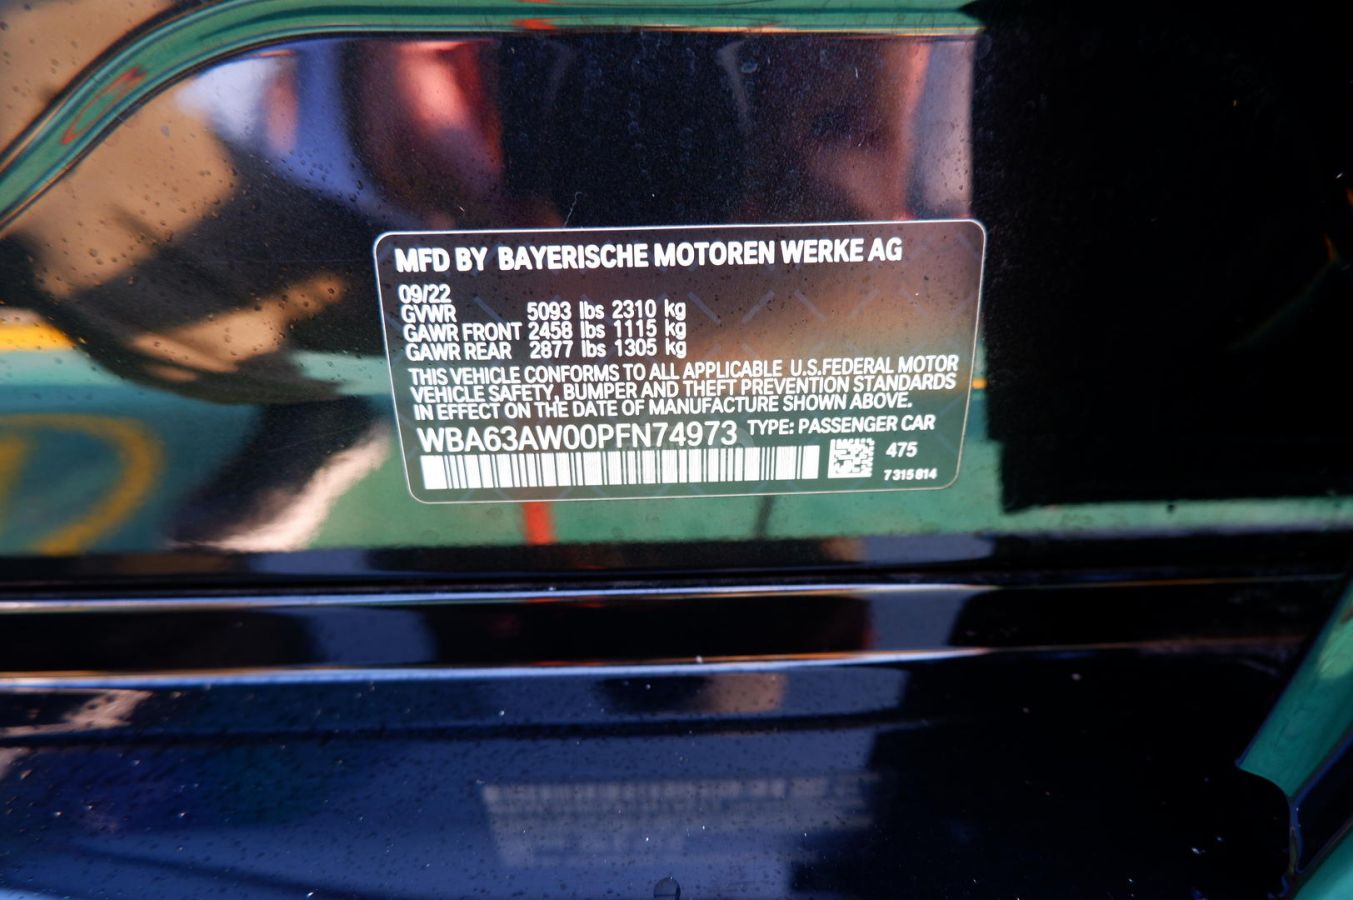 MFD BY BAYERISCHE MOTOREN WERKE AG
09/22
GVWR 5093 lbs 2310 kg
GAWR FRONT 2458 lbs 1115 kg
GAWR REAR 2877 lbs 1305 kg
THIS VEHICLE CONFORMS TO ALL APPLICABLE U.S.FEDERAL MOTOR
VEHICLE SAFETY, BUMPER AND THEFT PREVENTION STANDARDS
IN EFFECT ON THE DATE OF MANUFACTURE SHOWN ABOVE.
WBA63AW00PFN74973 TYPE: PASSENGER CAR
475
7315814